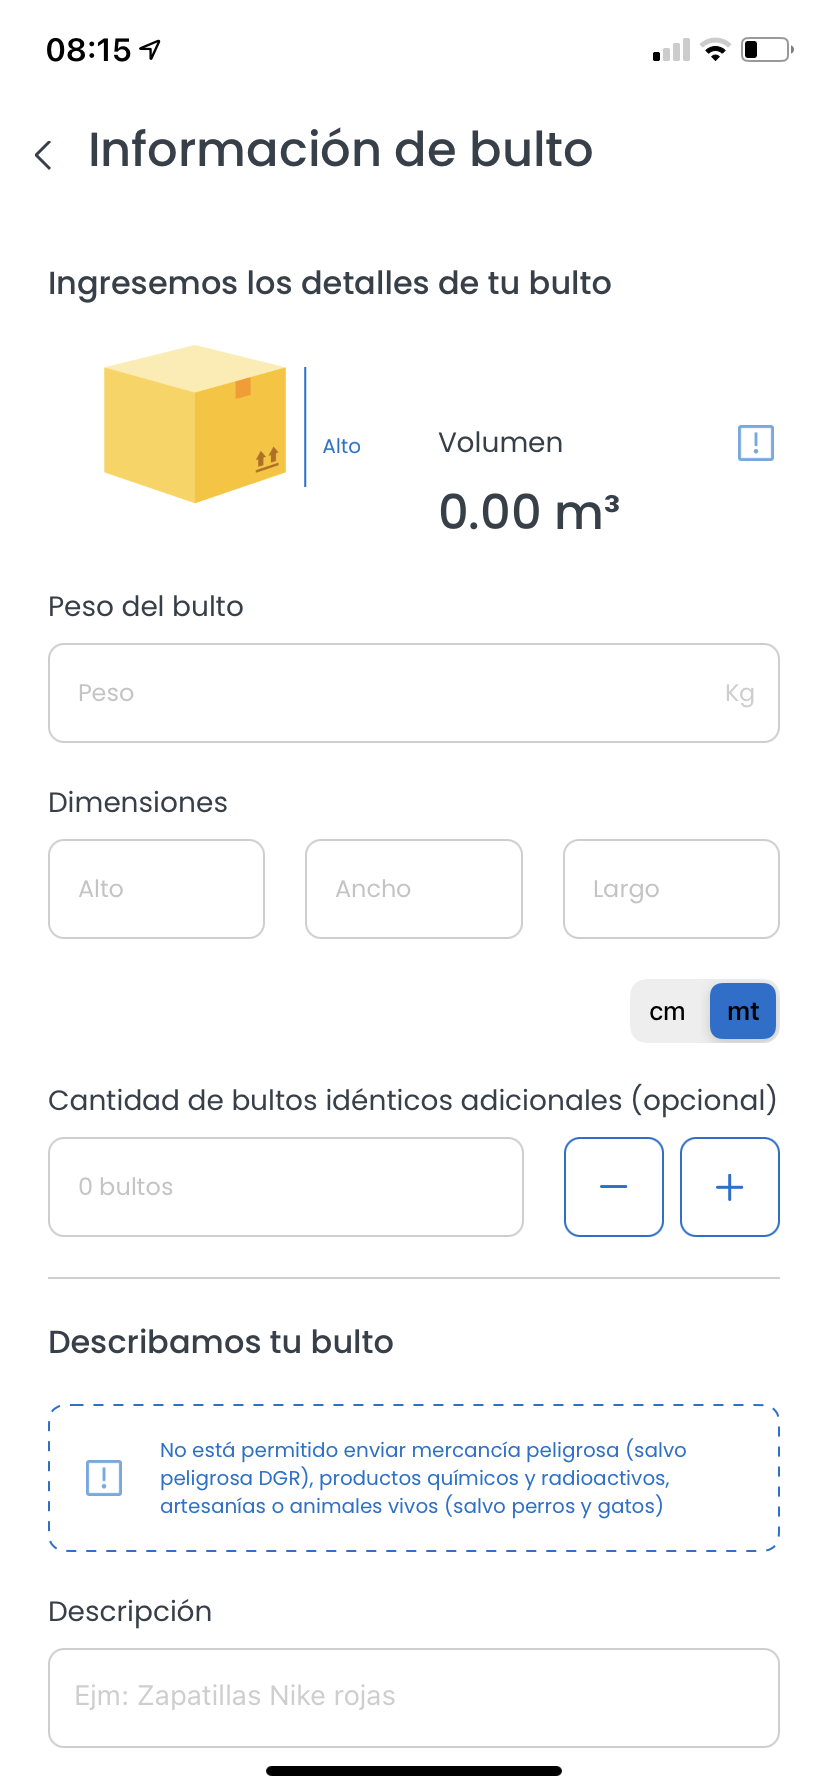 08:15
Información de bulto
Ingresemos los detalles de tu bulto
Alto
Volumen
0.00 m³
Peso del bulto
Peso
Kg
Dimensiones
Alto
Ancho
Largo
cm
mt
Cantidad de bultos idénticos adicionales (opcional)
0 bultos
Describamos tu bulto
No está permitido enviar mercancía peligrosa (salvo
peligrosa DGR), productos químicos y radioactivos,
artesanías o animales vivos (salvo perros y gatos)
Descripción
Ejm: Zapatillas Nike rojas